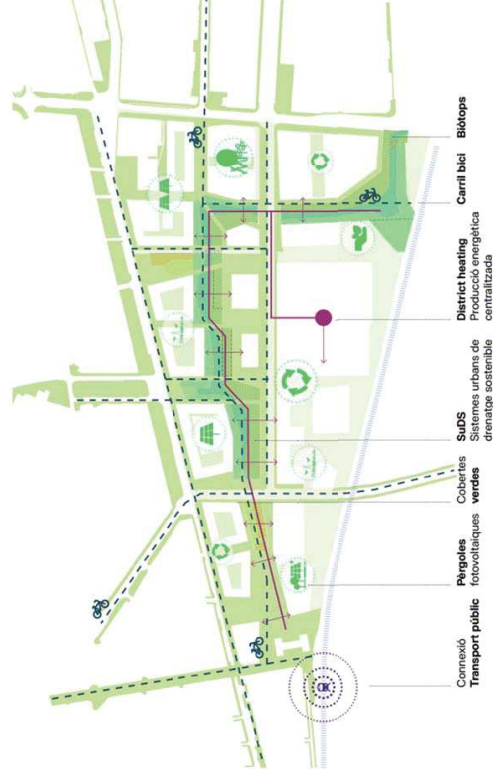 Connexió
Transport públic
Pèrgoles
fotovoltaiques
Cobertes
verdes
SuDS
Sistemes urbans de
drenatge sostenible
District heating
Producció energètica
centralitzada
Carril bici
Biòtops